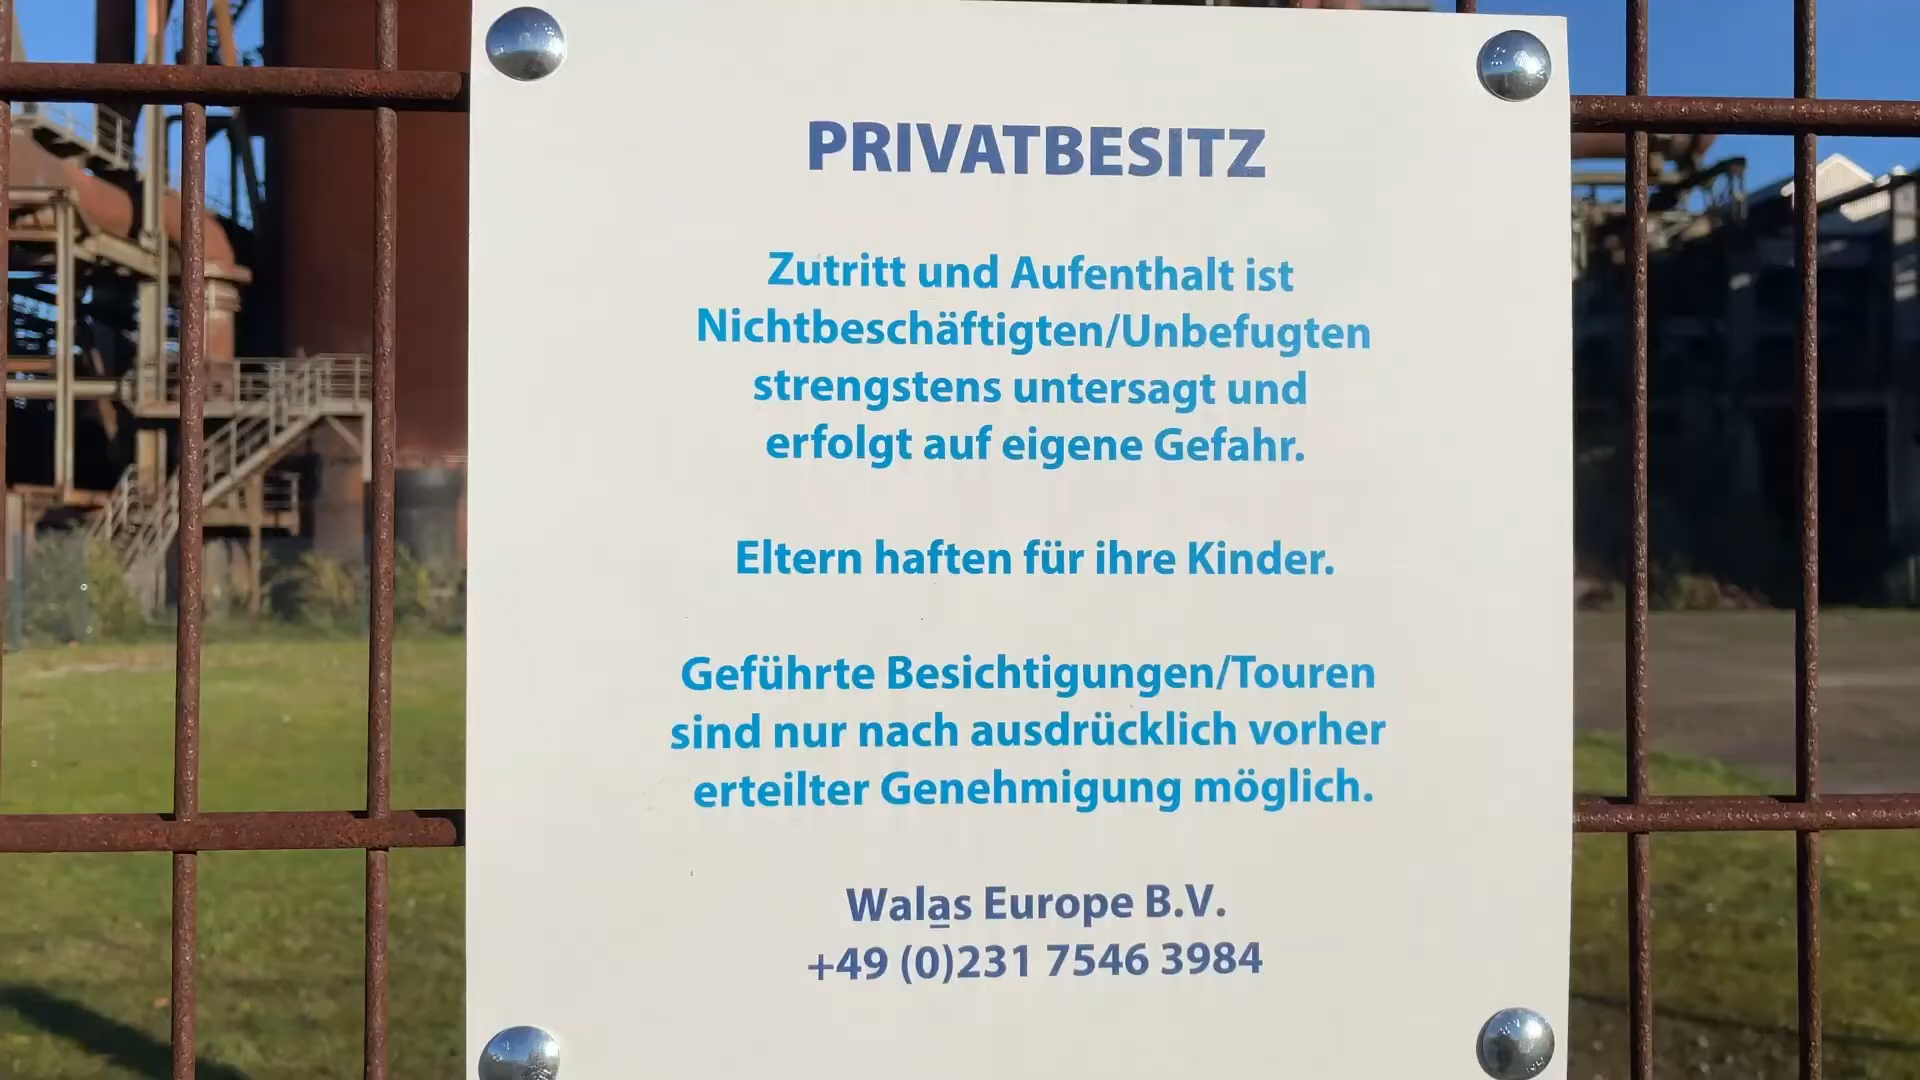 PRIVATBESITZ
Zutritt und Aufenthalt ist
Nichtbeschäftigten/Unbefugten
strengstens untersagt und
erfolgt auf eigene Gefahr.
Eltern haften für ihre Kinder.
Geführte Besichtigungen/Touren
sind nur nach ausdrücklich vorher
erteilter Genehmigung möglich.
Walas Europe B.V.
+49 (0)231 7546 3984